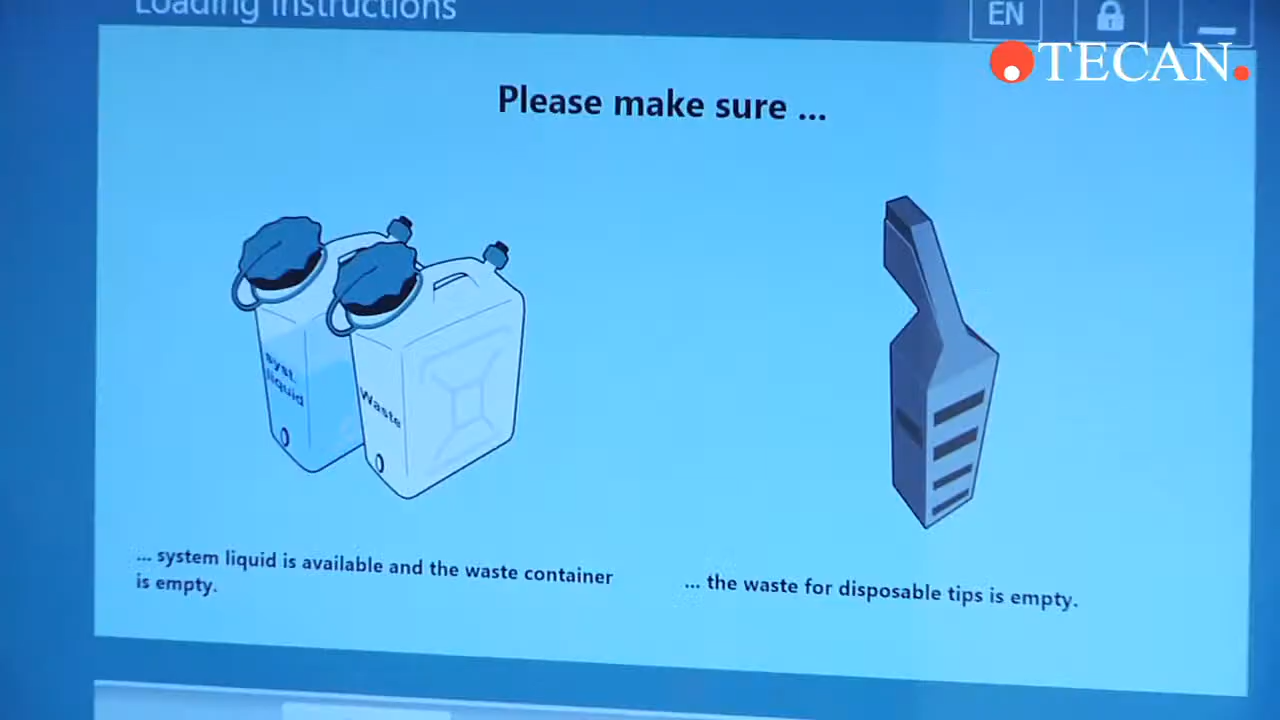 Loading Instructions
EN
TECAN.
Please make sure ...
syst.
liquid
Waste
... system liquid is available and the waste container
is empty.
... the waste for disposable tips is empty.